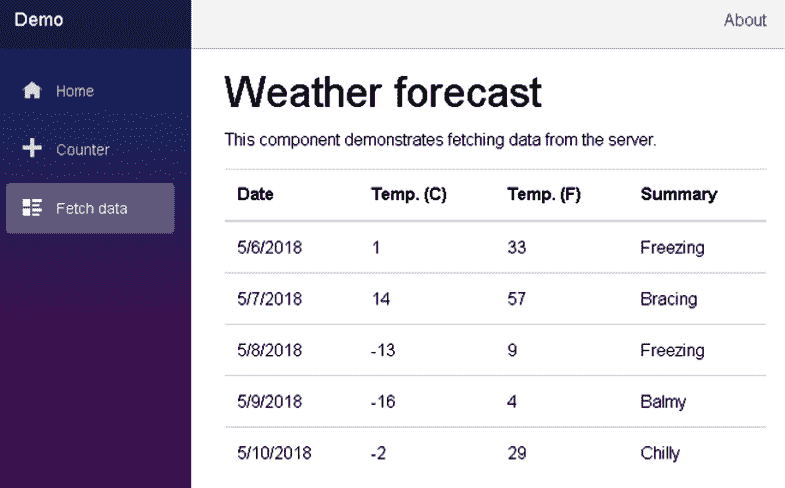 Demo
About
Home
Counter
Fetch data
Weather forecast
This component demonstrates fetching data from the server.
Date Temp. (C) Temp. (F) Summary
5/6/2018 1 33 Freezing
5/7/2018 14 57 Bracing
5/8/2018 -13 9 Freezing
5/9/2018 -16 4 Balmy
5/10/2018 -2 29 Chilly